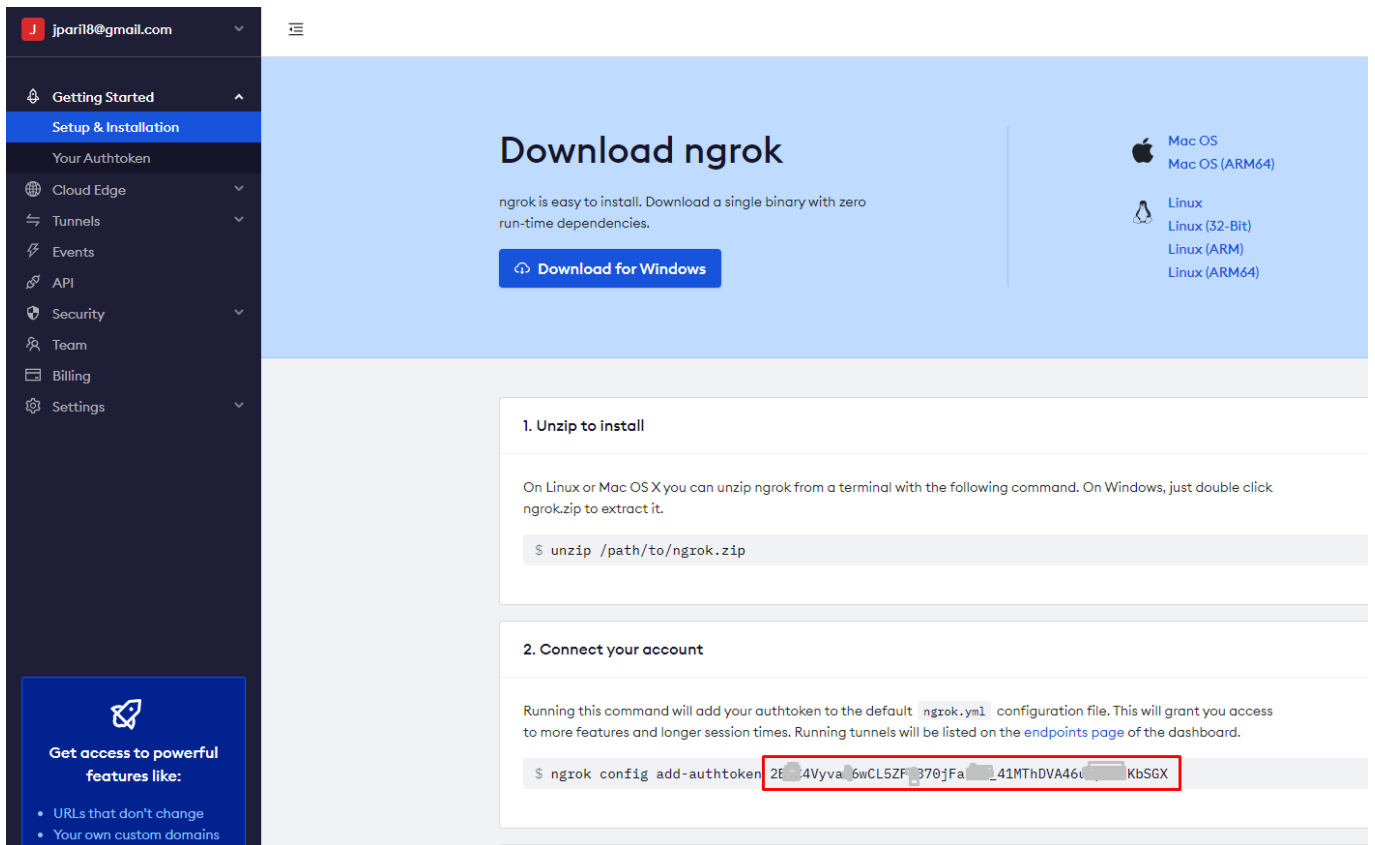 J jpari18@gmail.com
Getting Started
Setup & Installation
Your Authtoken
Cloud Edge
Tunnels
Events
API
Security
Team
Billing
Settings
Get access to powerful
features like:
• URLs that don't change
• Your own custom domains
Download ngrok
ngrok is easy to install. Download a single binary with zero
run-time dependencies.
Download for Windows
Mac OS
Mac OS (ARM64)
Linux
Linux (32-Bit)
Linux (ARM)
Linux (ARM64)
1. Unzip to install
On Linux or Mac OS X you can unzip ngrok from a terminal with the following command. On Windows, just double click
ngrok.zip to extract it.
$ unzip /path/to/ngrok.zip
2. Connect your account
Running this command will add your authtoken to the default ngrok.yml configuration file. This will grant you access
to more features and longer session times. Running tunnels will be listed on the endpoints page of the dashboard.
$ ngrok config add-authtoken